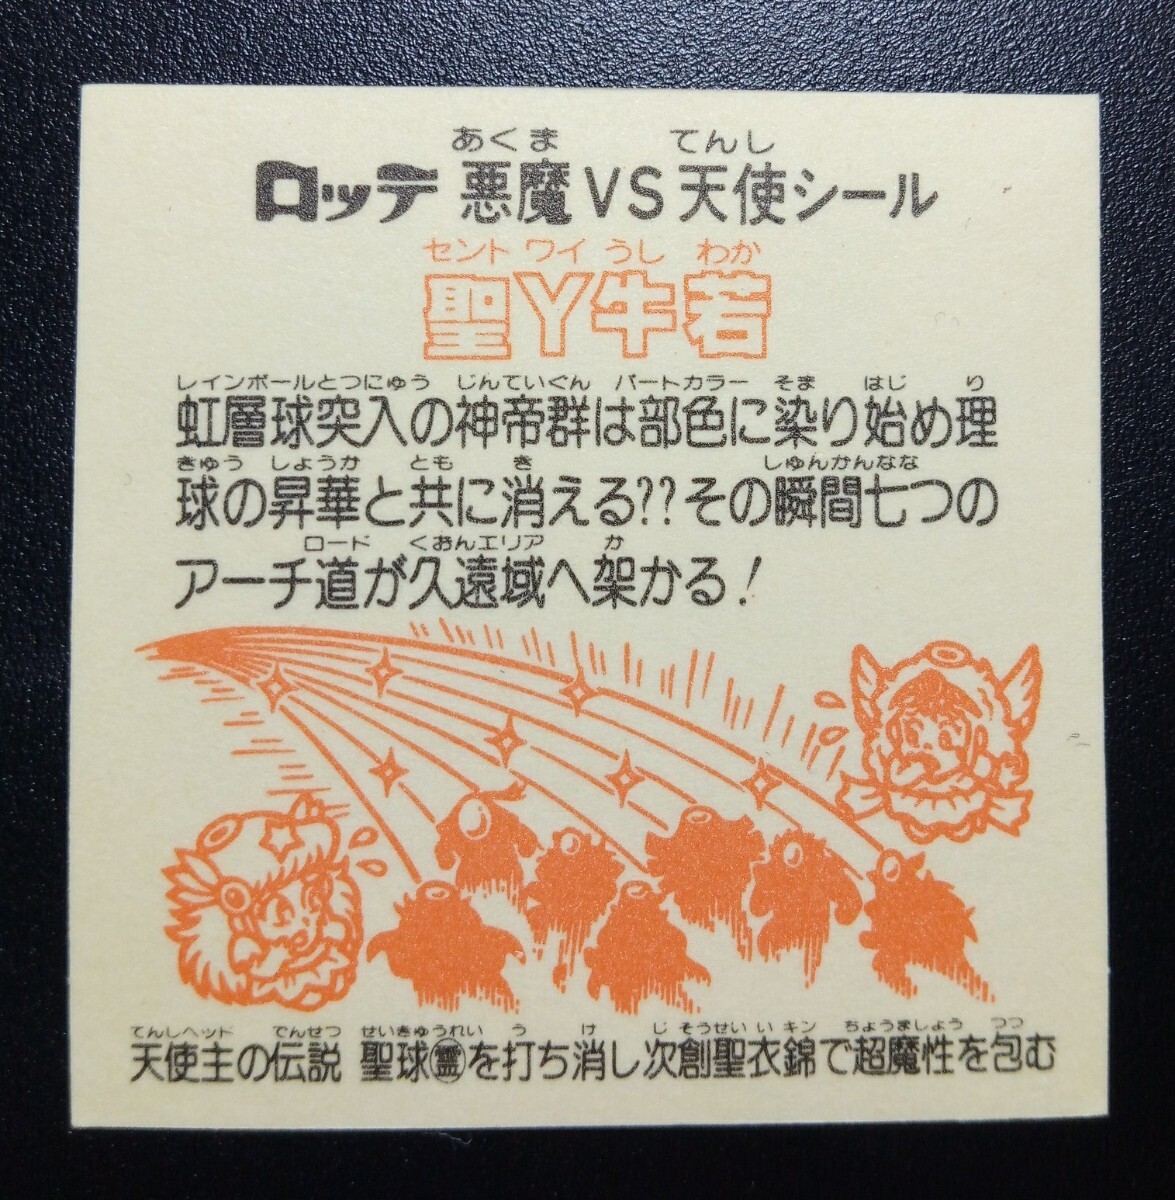 あくま てんし
ロッテ 悪魔VS天使シール
セント ワイ うし わか
聖Y牛若
レインボールとつにゅう じんていぐん パートカラー そま はじ り
虹層球突入の神帝群は部色に染り始め理
きゅう しょうか とも き しゅんかんなな
球の昇華と共に消える??その瞬間七つの
ロード くおんエリア か
アーチ道が久遠域へ架かる!
てんしヘッド でんせつ せいきゅうれい う け じそうせいいキン ちょうましょう つつ
天使主の伝説 聖球㊩を打ち消し次創聖衣錦で超魔性を包む